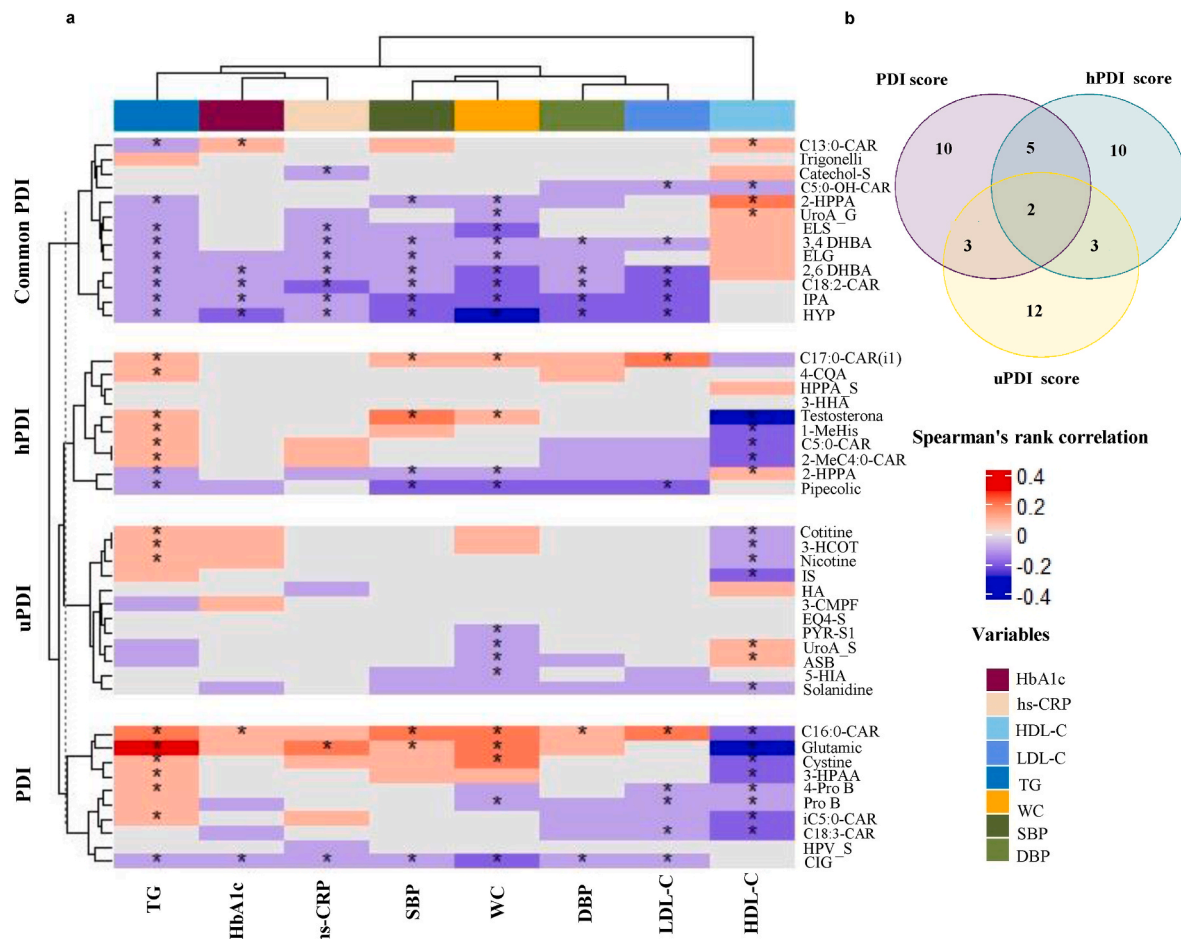 a
b
Common PDI
C13:0-CAR
Trigonelli
Catechol-S
C5:0-OH-CAR
2-HPPA
UroA_G
ELS
3,4 DHBA
ELG
2,6 DHBA
C18:2-CAR
IPA
HYP
hPDI
C17:0-CAR(i1)
4-CQA
HPPA_S
3-HHA
Testosterona
1-MeHis
C5:0-CAR
2-MeC4:0-CAR
2-HPPA
Pipecolic
uPDI
Cotitine
3-HCOT
Nicotine
IS
HA
3-CMPF
EQ4-S
PYR-S1
UroA_S
ASB
5-HIA
Solanidine
PDI
C16:0-CAR
Glutamic
Cystine
3-HPAA
4-Pro B
Pro B
iC5:0-CAR
C18:3-CAR
HPV_S
CIG
TG
HbA1c
SBP
WC
DBP
LDL-C
HDL-C
PDI score
hPDI score
10
5
10
2
3
3
12
uPDI score
Spearman's rank correlation
0.4
0.2
0
-0.2
-0.4
Variables
HbA1c
hs-CRP
HDL-C
LDL-C
TG
WC
SBP
DBP